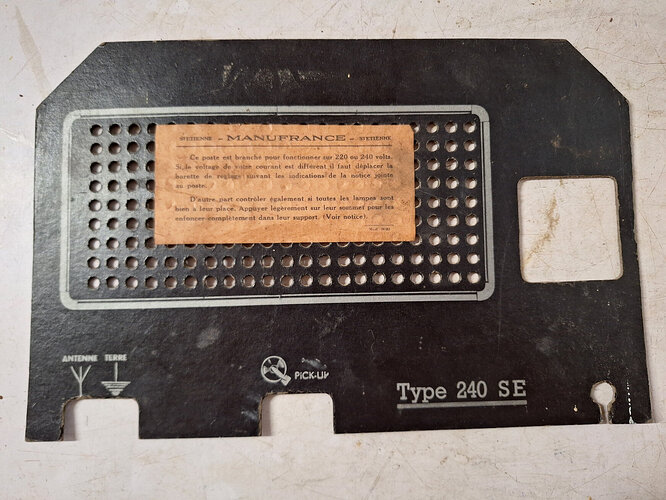 ST-ETIENNE - MANUFRANCE - ST-ETIENNE
Ce poste est branché pour fonctionner sur 220 ou 240 volts.
Si le voltage de votre courant est différent il faut déplacer la
barette de réglage suivant les indications de la notice jointe
au poste.
D'autre part contrôler également si toutes les lampes sont
bien à leur place. Appuyer légèrement sur leur sommet pour les
enfoncer complètement dans leur support. (Voir notice).
ANTENNE TERRE
PiCK-UP
Type 240 SE